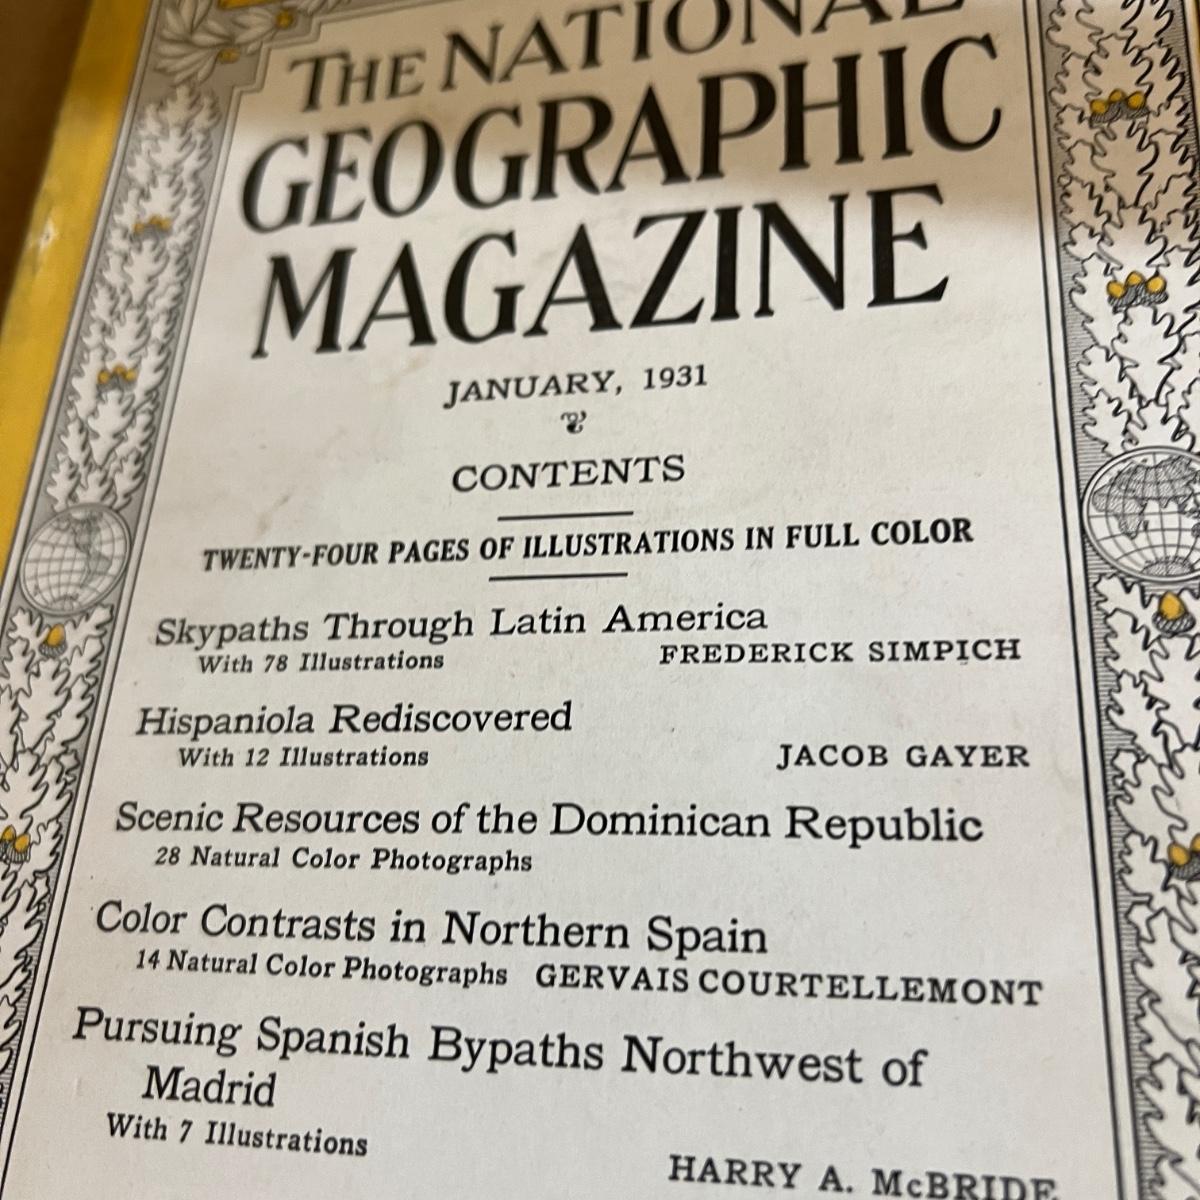 THE NATIONAL
GEOGRAPHIC
MAGAZINE
JANUARY, 1931
CONTENTS
TWENTY-FOUR PAGES OF ILLUSTRATIONS IN FULL COLOR
Skypaths Through Latin America
With 78 Illustrations FREDERICK SIMPICH
Hispaniola Rediscovered
With 12 Illustrations JACOB GAYER
Scenic Resources of the Dominican Republic
28 Natural Color Photographs
Color Contrasts in Northern Spain
14 Natural Color Photographs GERVAIS COURTELLEMONT
Pursuing Spanish Bypaths Northwest of
Madrid
With 7 Illustrations
HARRY A. McBRIDE